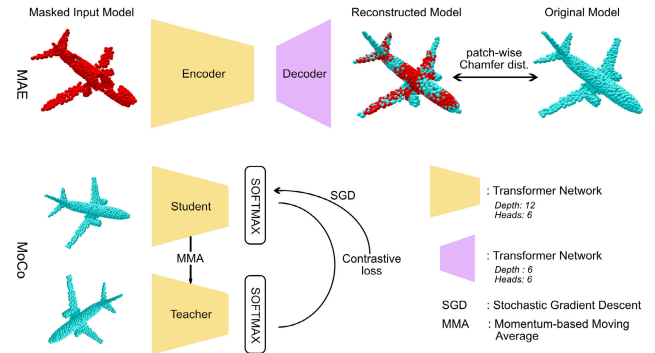 Masked Input Model
Reconstructed Model
Original Model
MAE
Encoder
Decoder
patch-wise
Chamfer dist.
MoCo
Student
SOFTMAX
SGD
MMA
Contrastive
loss
Teacher
SOFTMAX
: Transformer Network
Depth: 12
Heads: 6
: Transformer Network
Depth : 6
Heads: 6
SGD : Stochastic Gradient Descent
MMA : Momentum-based Moving
Average